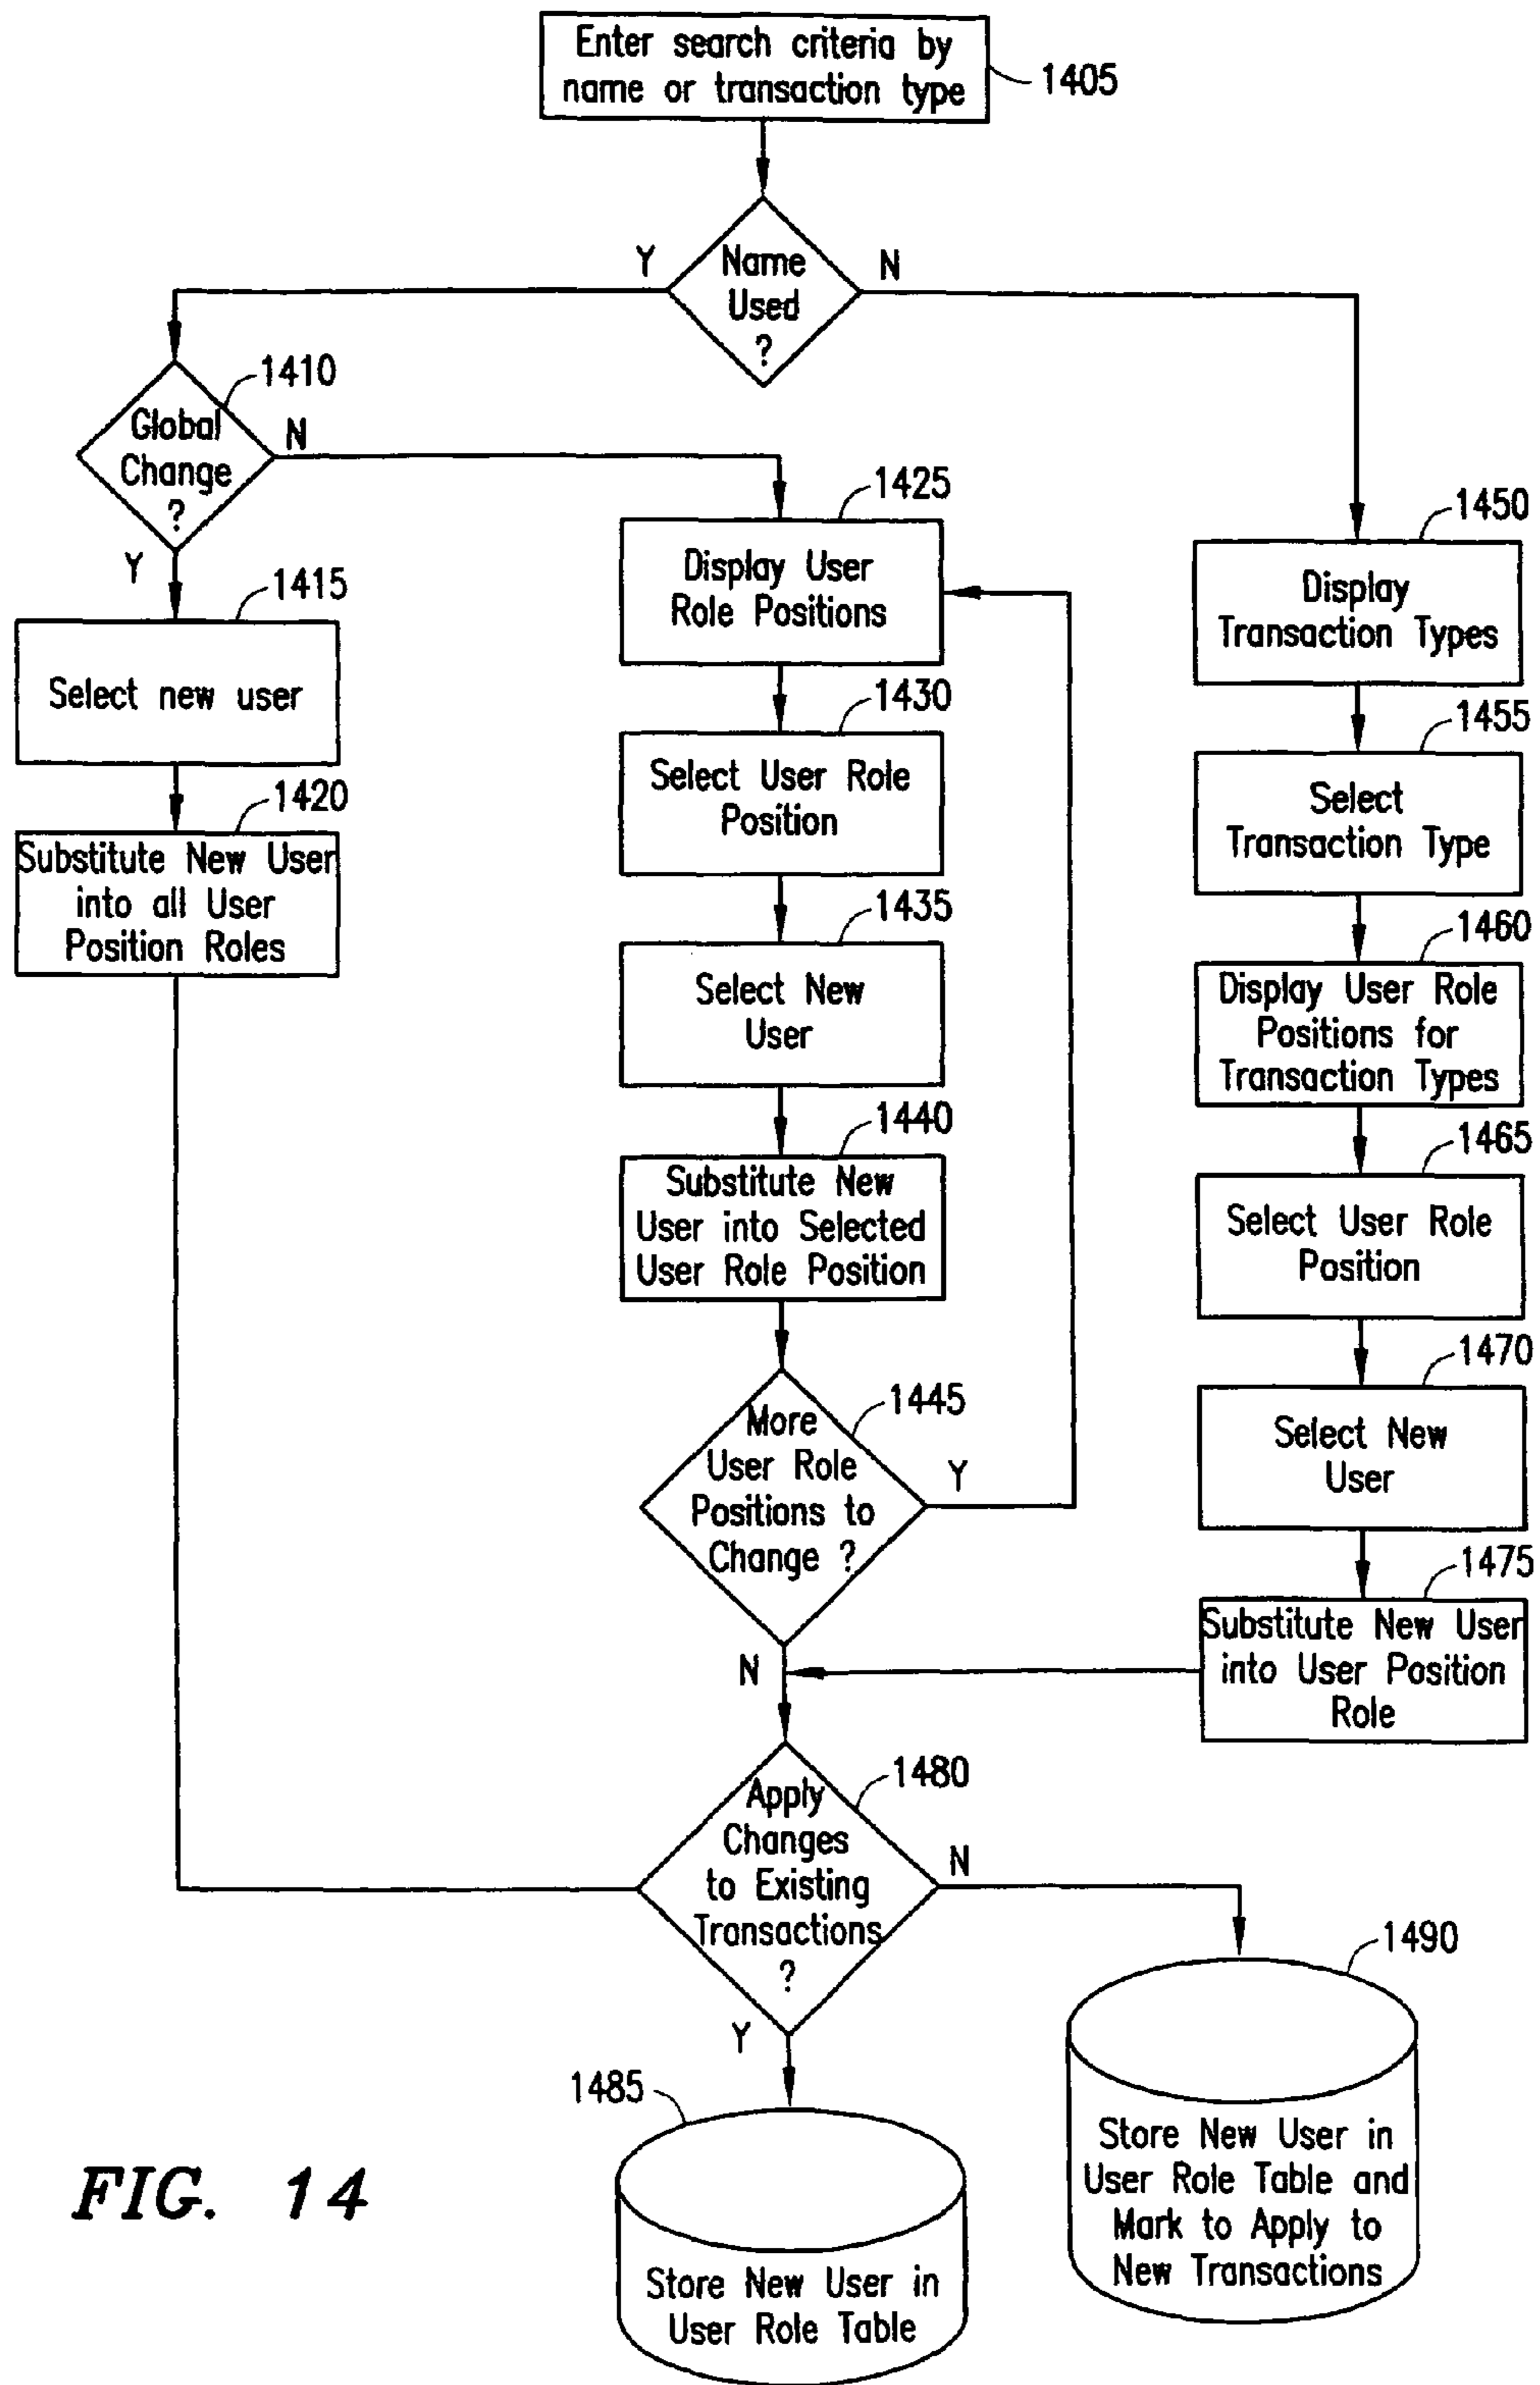 Enter search criteria by
name or transaction type
1405
Name
Used
?
Y
N
1410
Global
Change
?
N
Y
1415
Select new user
1420
Substitute New User
into all User
Position Roles
1425
Display User
Role Positions
1430
Select User Role
Position
1435
Select New
User
1440
Substitute New
User into Selected
User Role Position
1445
More
User Role
Positions to
Change ?
Y
N
1450
Display
Transaction Types
1455
Select
Transaction Type
1460
Display User Role
Positions for
Transaction Types
1465
Select User Role
Position
1470
Select New
User
1475
Substitute New User
into User Position
Role
1480
Apply
Changes
to Existing
Transactions
?
N
Y
1485
Store New User in
User Role Table
1490
Store New User in
User Role Table and
Mark to Apply to
New Transactions
FIG. 14